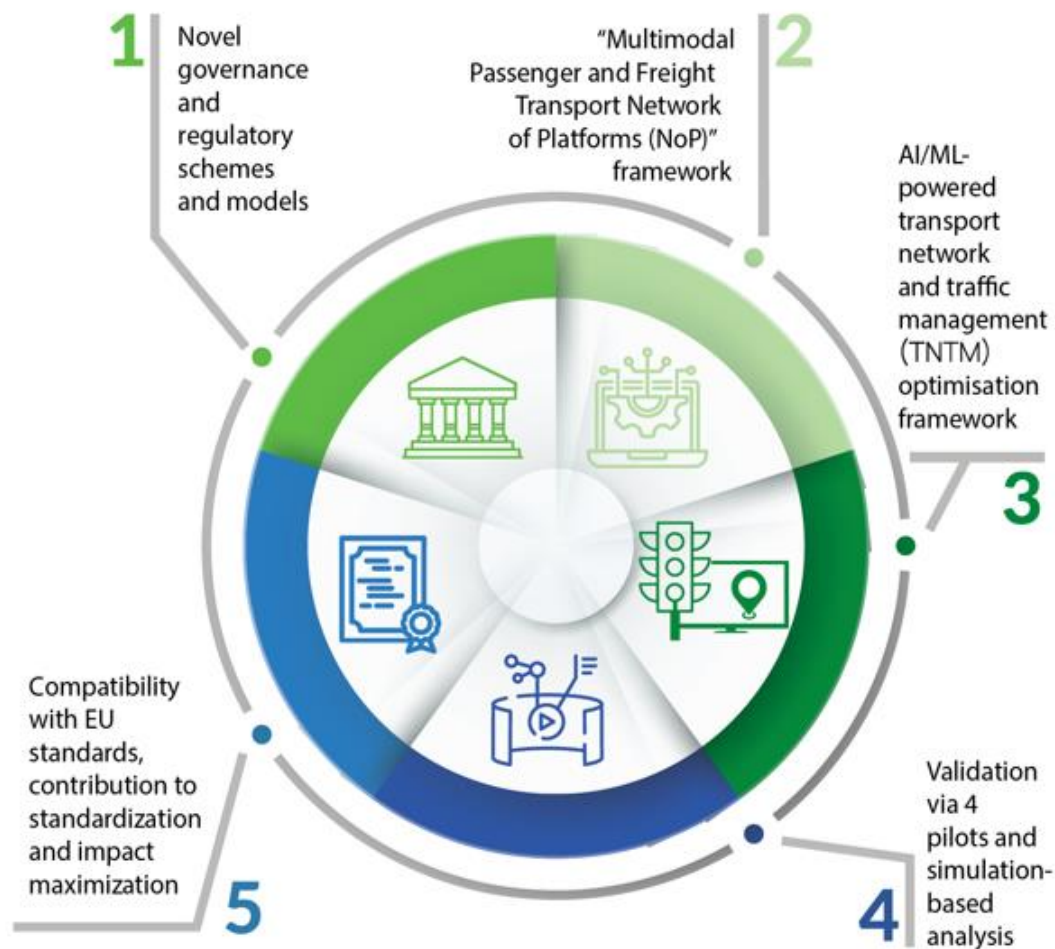 1
Novel
governance
and
regulatory
schemes
and models
2
“Multimodal
Passenger and Freight
Transport Network
of Platforms (NoP)”
framework
AI/ML-
powered
transport
network
and traffic
management
(TNTM)
optimisation
framework
3
Validation
via 4
pilots and
simulation-
based
analysis
4
Compatibility
with EU
standards,
contribution to
standardization
and impact
maximization
5